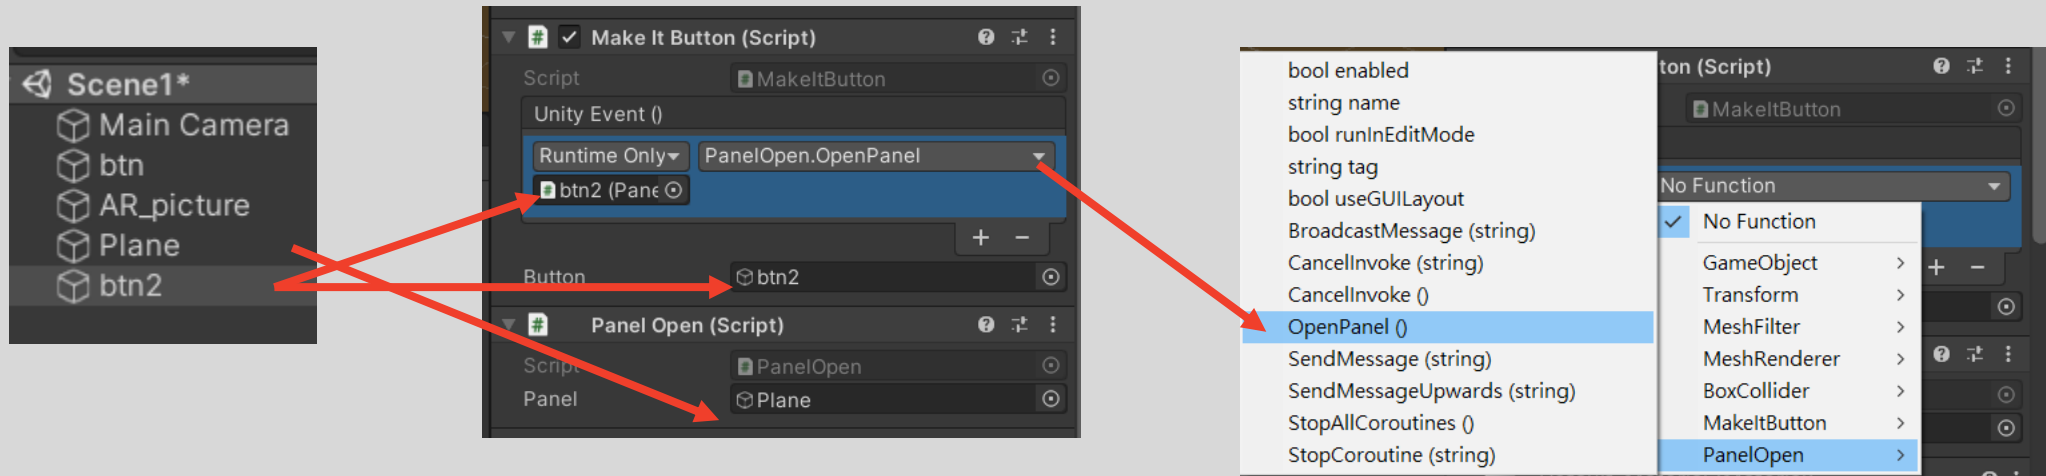 Scene1*
Main Camera
btn
AR_picture
Plane
btn2
Make It Button (Script)
Script
MakeItButton
Unity Event ()
Runtime Only
PanelOpen.OpenPanel
btn2 (Pane
Button
btn2
Panel Open (Script)
Script
PanelOpen
Panel
Plane
bool enabled
string name
bool runInEditMode
string tag
bool useGUILayout
BroadcastMessage (string)
CancelInvoke (string)
CancelInvoke ()
OpenPanel ()
SendMessage (string)
SendMessageUpwards (string)
StopAllCoroutines ()
StopCoroutine (string)
ton (Script)
MakeItButton
No Function
No Function
GameObject
Transform
MeshFilter
MeshRenderer
BoxCollider
MakeItButton
PanelOpen